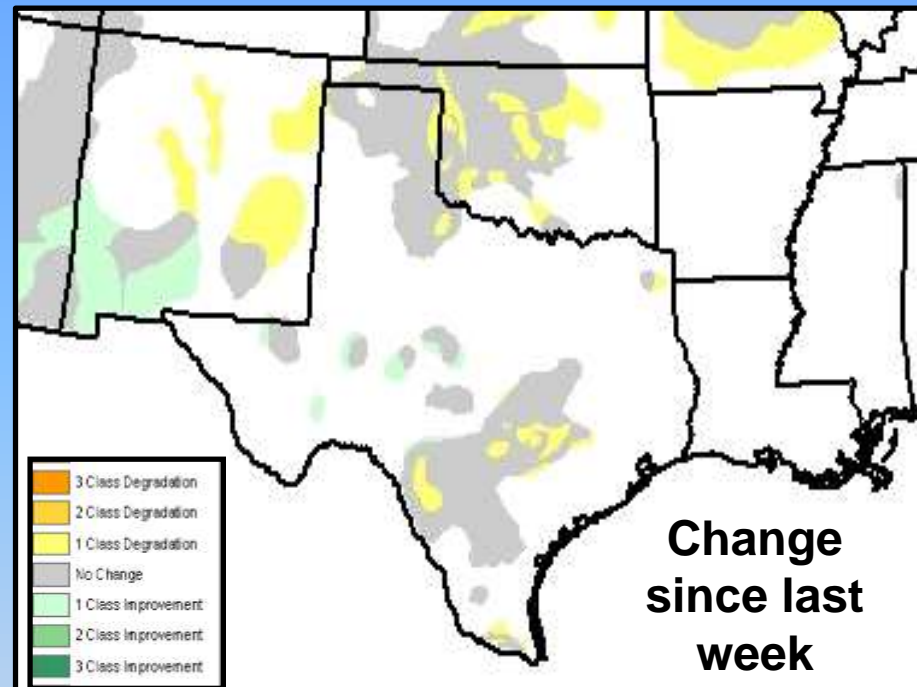 3 Class Degradation
2 Class Degradation
1 Class Degradation
No Change
1 Class Improvement
2 Class Improvement
3 Class Improvement
Change
since last
week